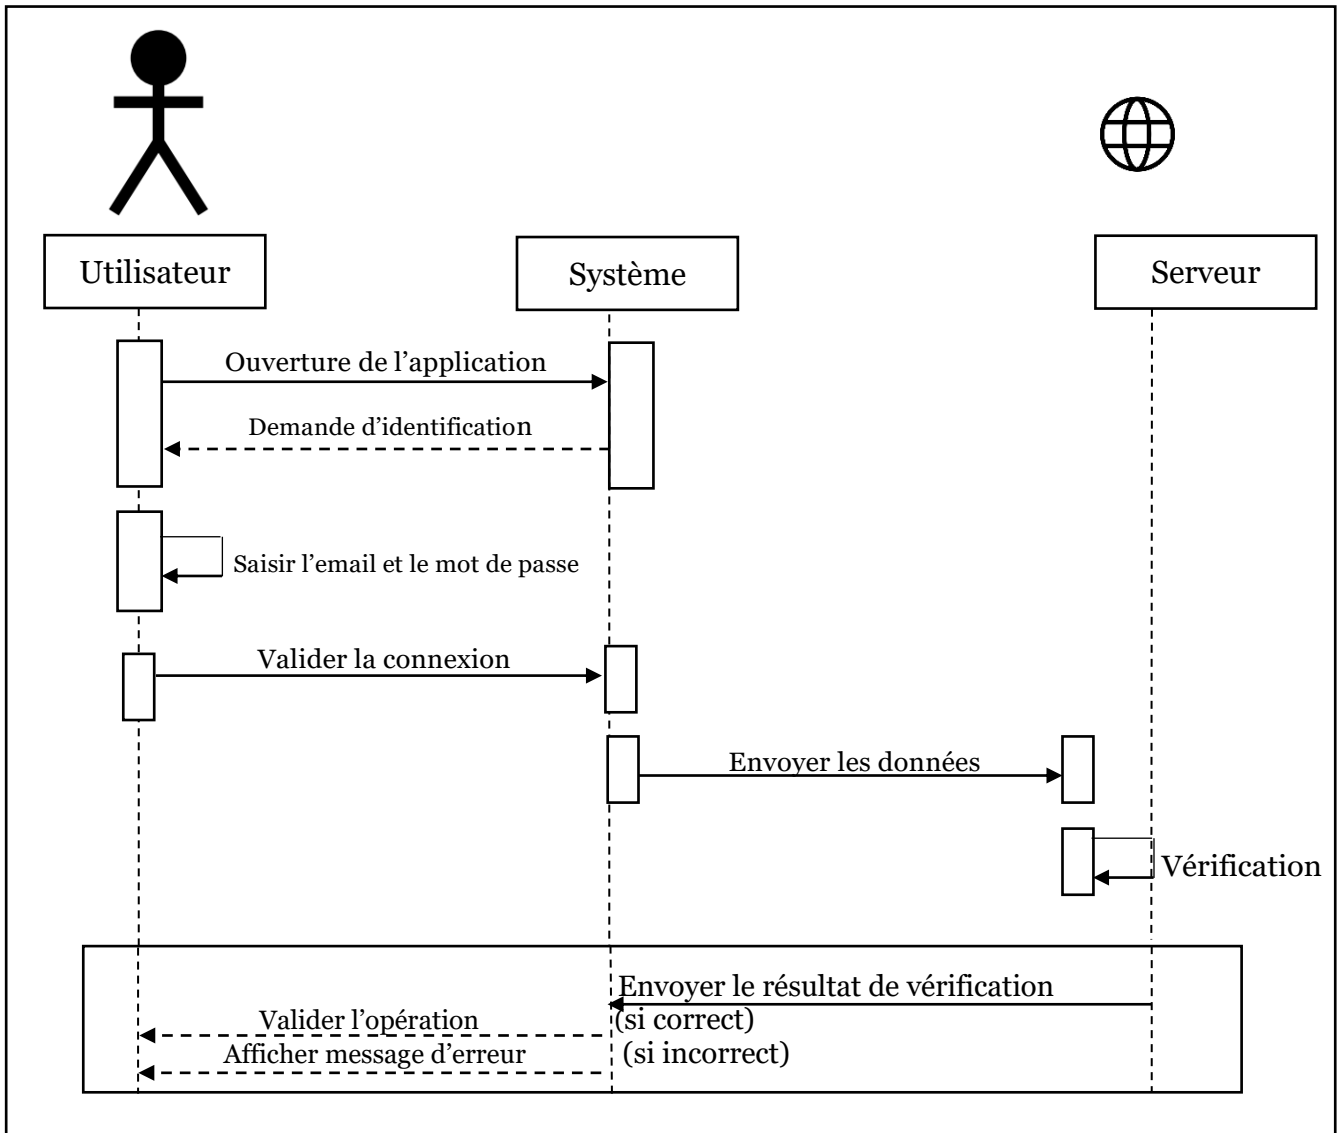 Utilisateur
Système
Serveur
Ouverture de l’application
Demande d’identification
Saisir l’email et le mot de passe
Valider la connexion
Envoyer les données
Vérification
Envoyer le résultat de vérification
Valider l’opération
(si correct)
Afficher message d’erreur
(si incorrect)